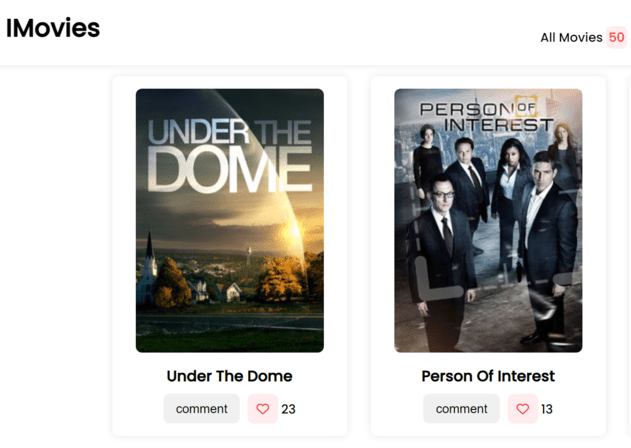 IMovies
All Movies 50
UNDER THE
DOME
PERSON OF
INTEREST
Under The Dome
Person Of Interest
comment 23
comment 13